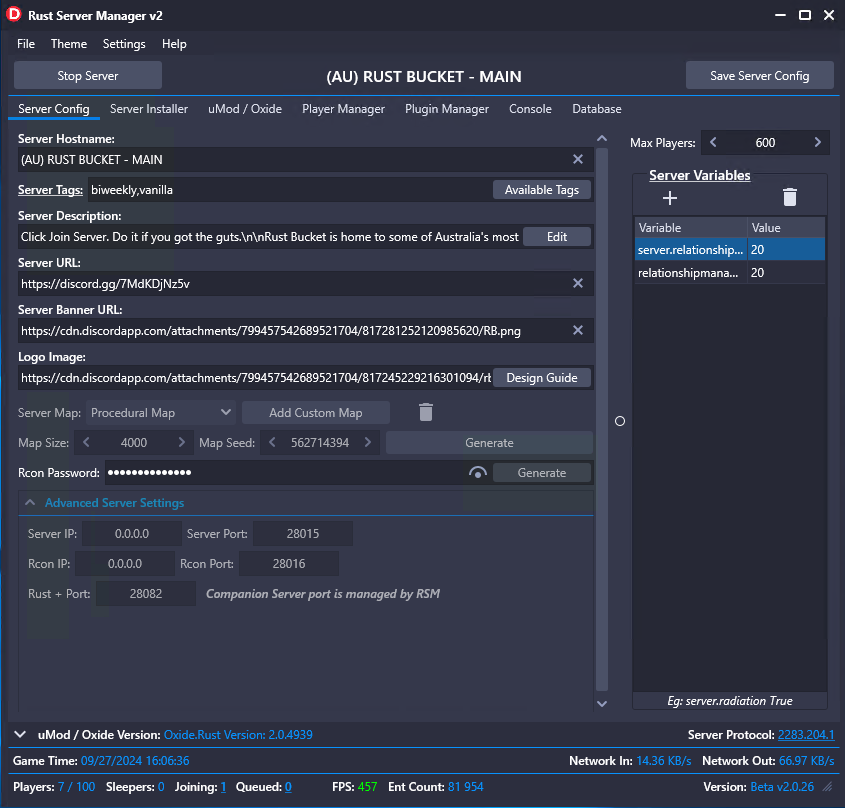 Rust Server Manager v2
File Theme Settings Help
Stop Server (AU) RUST BUCKET - MAIN Save Server Config
Server Config Server Installer uMod / Oxide Player Manager Plugin Manager Console Database
Server Hostname:
(AU) RUST BUCKET - MAIN
Server Tags: biweekly,vanilla Available Tags
Server Description:
Click Join Server. Do it if you got the guts.\n\nRust Bucket is home to some of Australia's most Edit
Server URL:
https://discord.gg/7MdKDjNz5v
Server Banner URL:
https://cdn.discordapp.com/attachments/799457542689521704/817281252120985620/RB.png
Logo Image:
https://cdn.discordapp.com/attachments/799457542689521704/817245229216301094/rl Design Guide
Server Map: Procedural Map Add Custom Map
Map Size: 4000 Map Seed: 562714394 Generate
Rcon Password: •••••••••••••• Generate
Advanced Server Settings
Server IP: 0.0.0.0 Server Port: 28015
Rcon IP: 0.0.0.0 Rcon Port: 28016
Rust + Port: 28082 Companion Server port is managed by RSM
Max Players: 600
Server Variables
Variable Value
server.relationship... 20
relationshipmana... 20
Eg: server.radiation True
uMod / Oxide Version: Oxide.Rust Version: 2.0.4939 Server Protocol: 2283.204.1
Game Time: 09/27/2024 16:06:36 Network In: 14.36 KB/s Network Out: 66.97 KB/s
Players: 7 / 100 Sleepers: 0 Joining: 1 Queued: 0 FPS: 457 Ent Count: 81 954 Version: Beta v2.0.26